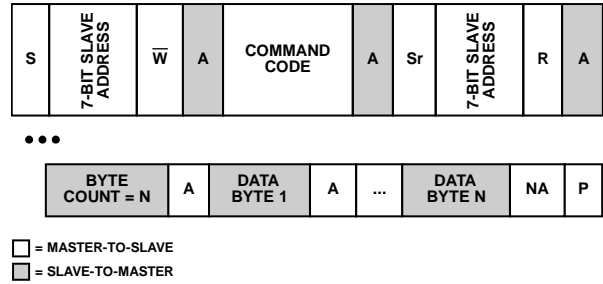 S
7-BIT SLAVE
ADDRESS
W̅
A
COMMAND
CODE
A
Sr
7-BIT SLAVE
ADDRESS
R
A
•••
BYTE
COUNT = N
A
DATA
BYTE 1
A
...
DATA
BYTE N
NA
P
= MASTER-TO-SLAVE
= SLAVE-TO-MASTER